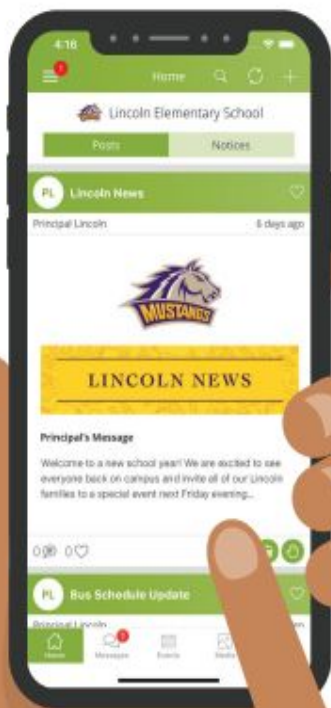 4:16
Home
Lincoln Elementary School
Posts Notices
PL Lincoln News
Principal Lincoln 6 days ago
MUSTANGS
LINCOLN NEWS
Principal's Message
Welcome to a new school year! We are excited to see
everyone back on campus and invite all of our Lincoln
families to a special event next Friday evening...
0 0
PL Bus Schedule Update
Principal Lincoln
Home Messages Events Media